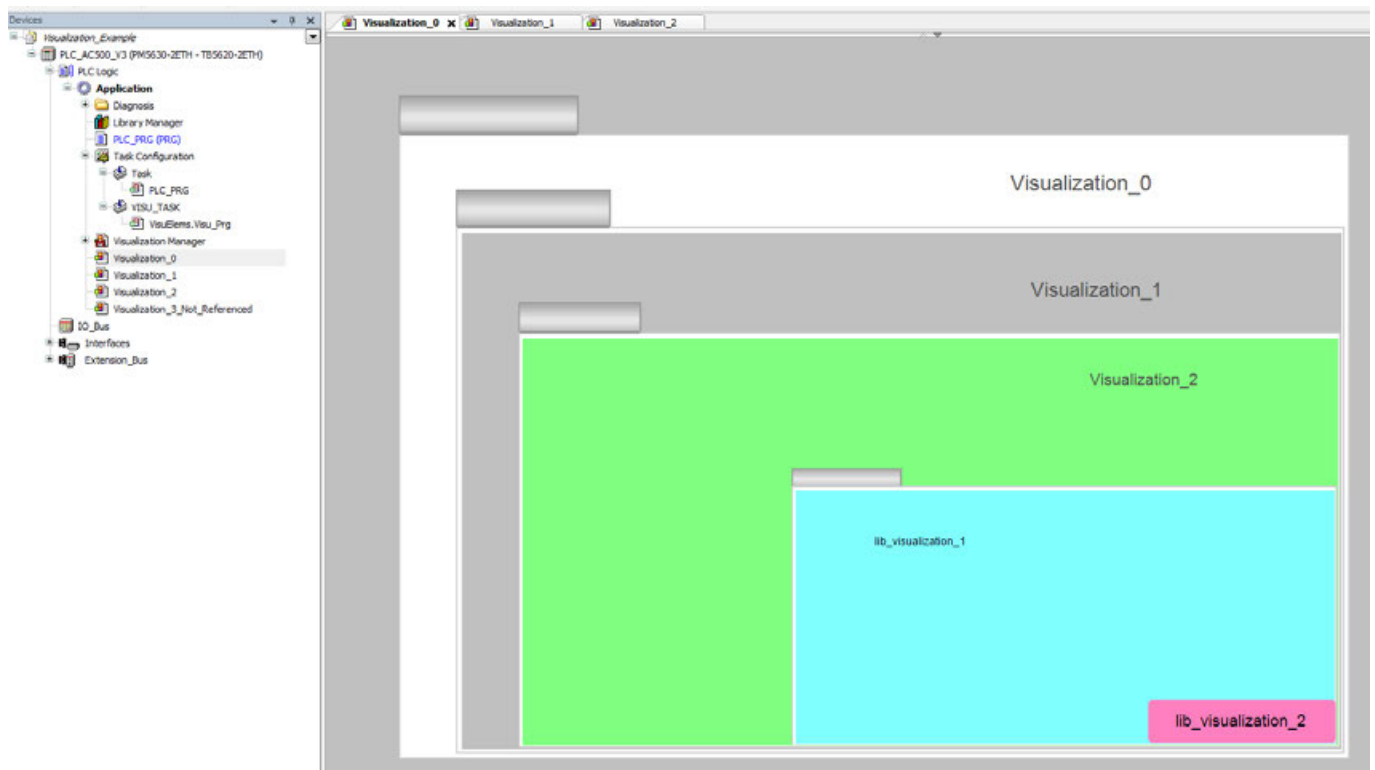 Devices
Visualization_Example
PLC_AC500_V3 (PM5630-2ETH - TB5620-2ETH)
PLC Logic
Application
Diagnosis
Library Manager
PLC_PRG (PRG)
Task Configuration
Task
PLC_PRG
VISU_TASK
VisuElems.Visu_Prg
Visualization Manager
Visualization_0
Visualization_1
Visualization_2
Visualization_3_Not_Referenced
IO_Bus
Interfaces
Extension_Bus
Visualization_0 Visualization_1 Visualization_2
Visualization_0
Visualization_1
Visualization_2
lib_visualization_1
lib_visualization_2